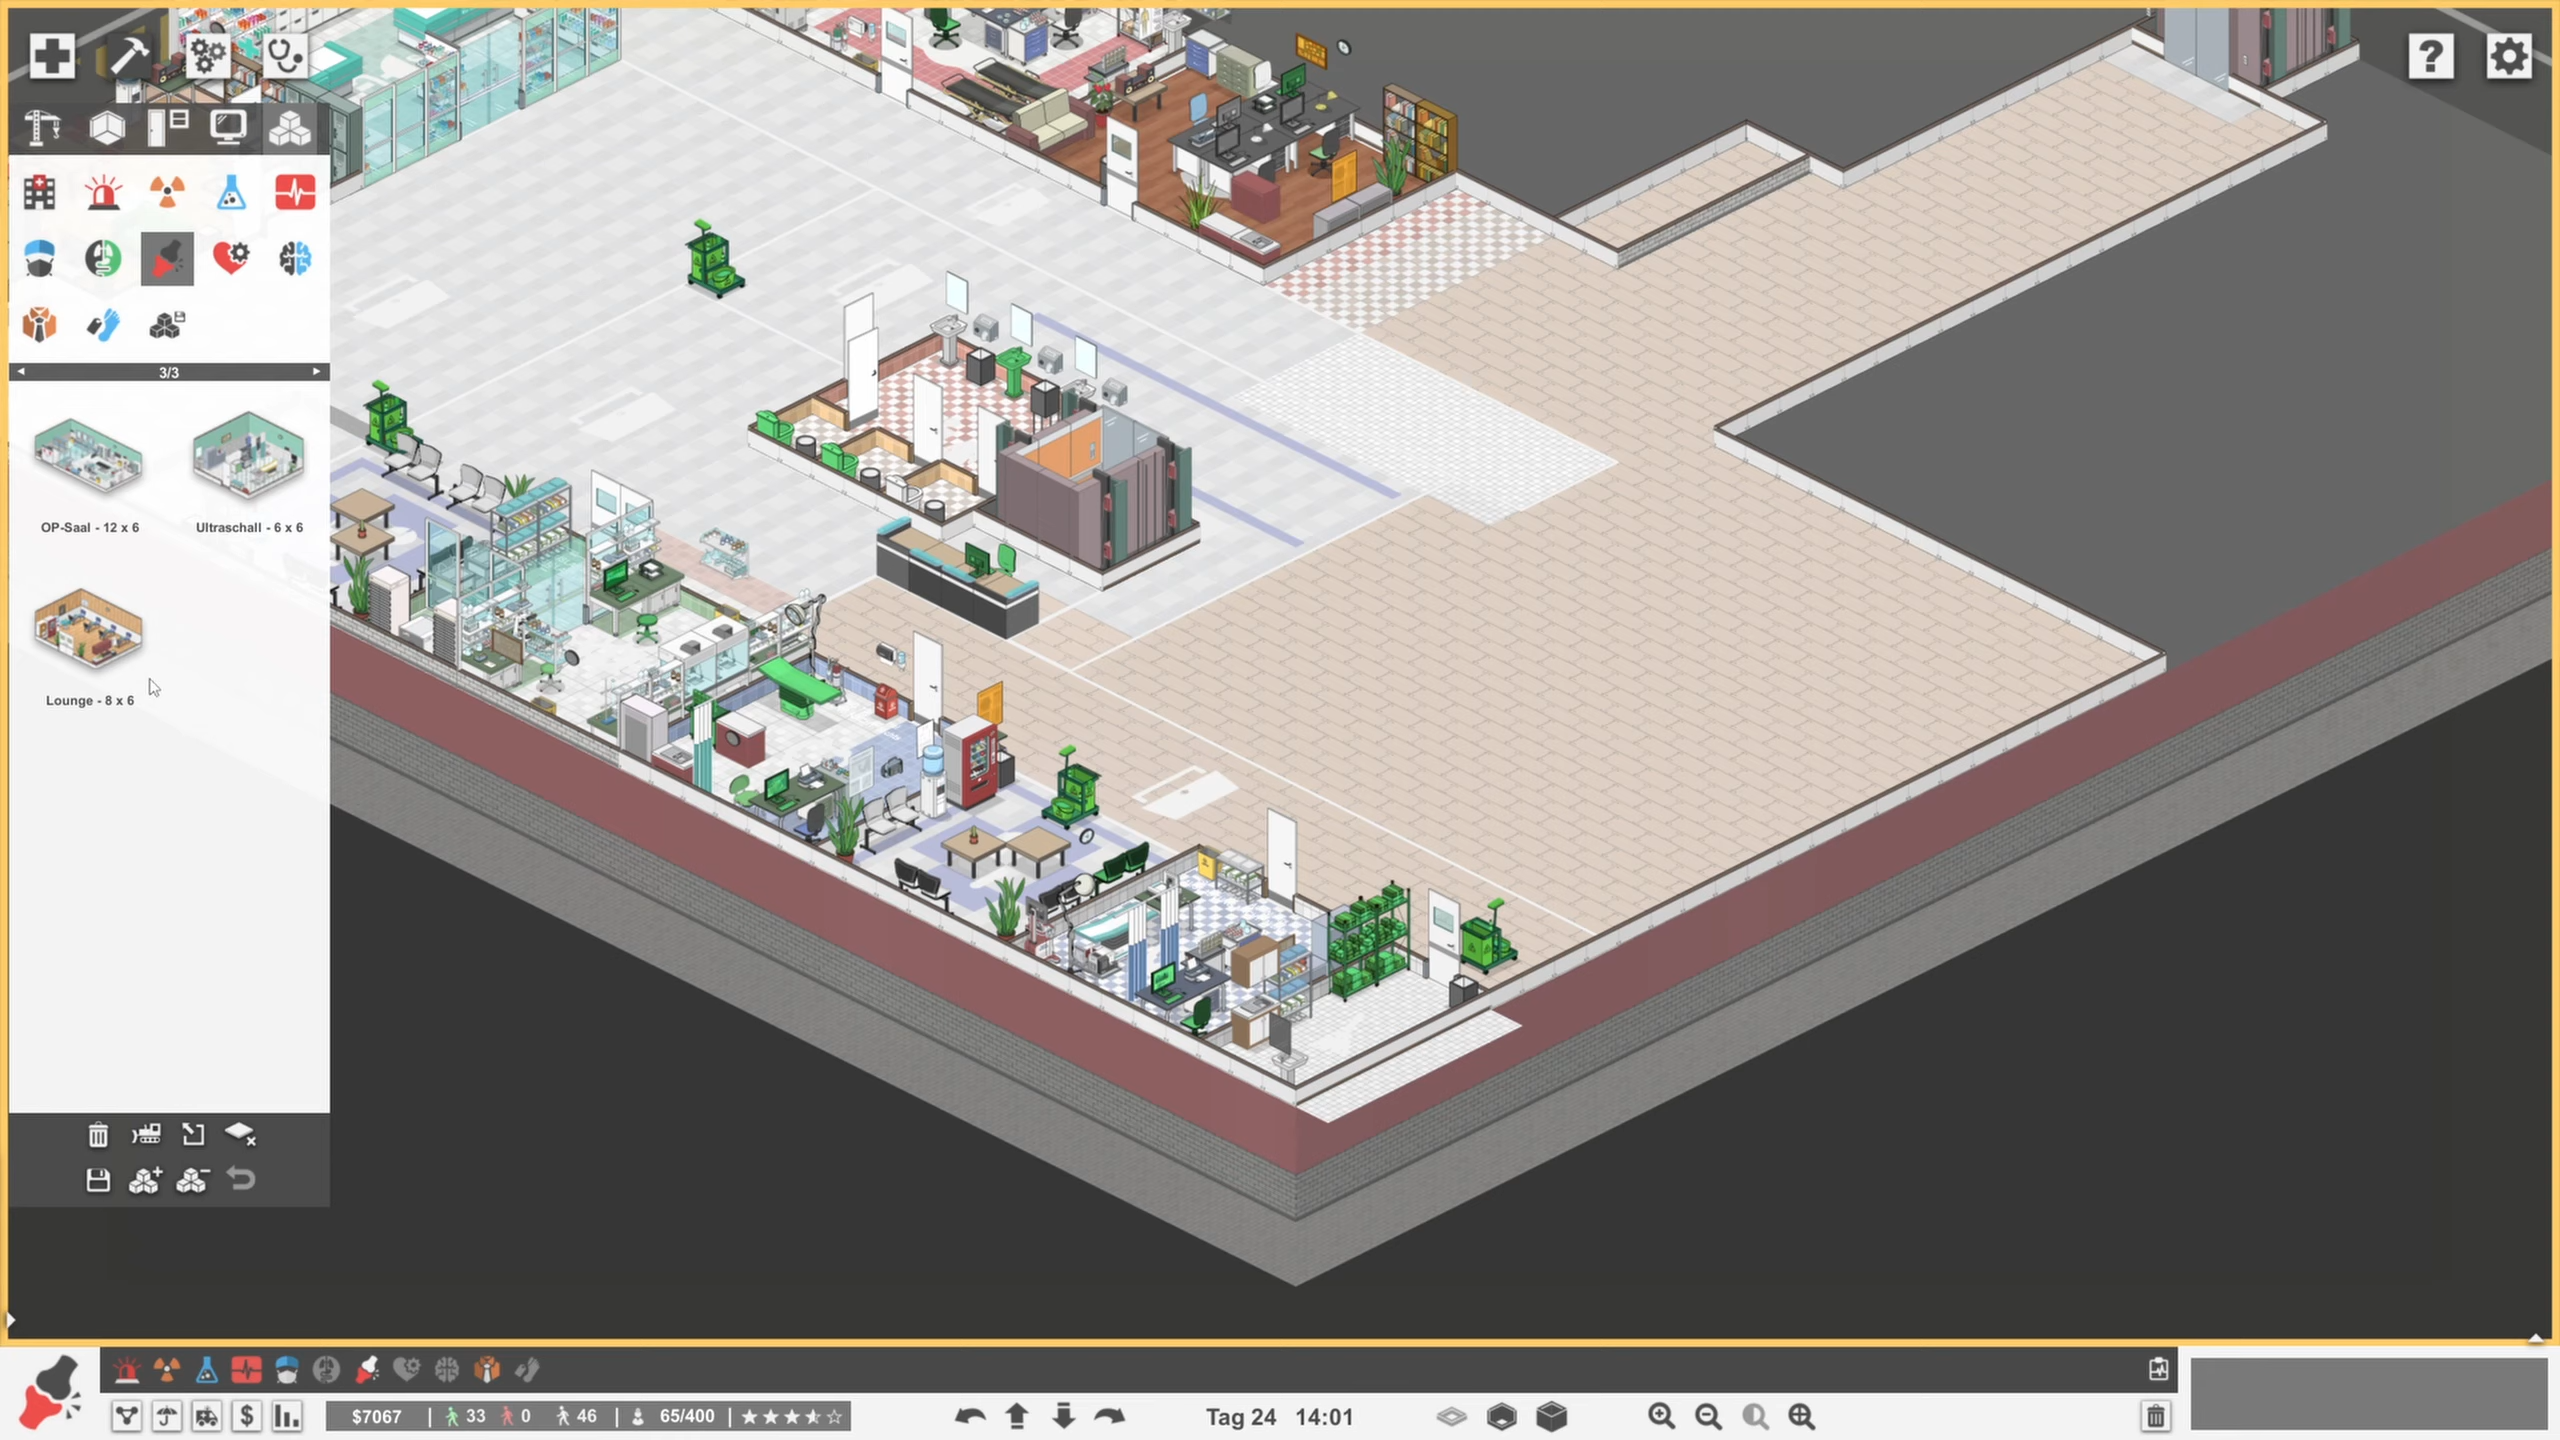 3/3
OP-Saal - 12 x 6
Ultraschall - 6 x 6
Lounge - 8 x 6
$7067 | 33 0 46 | 65/400 |
Tag 24 14:01